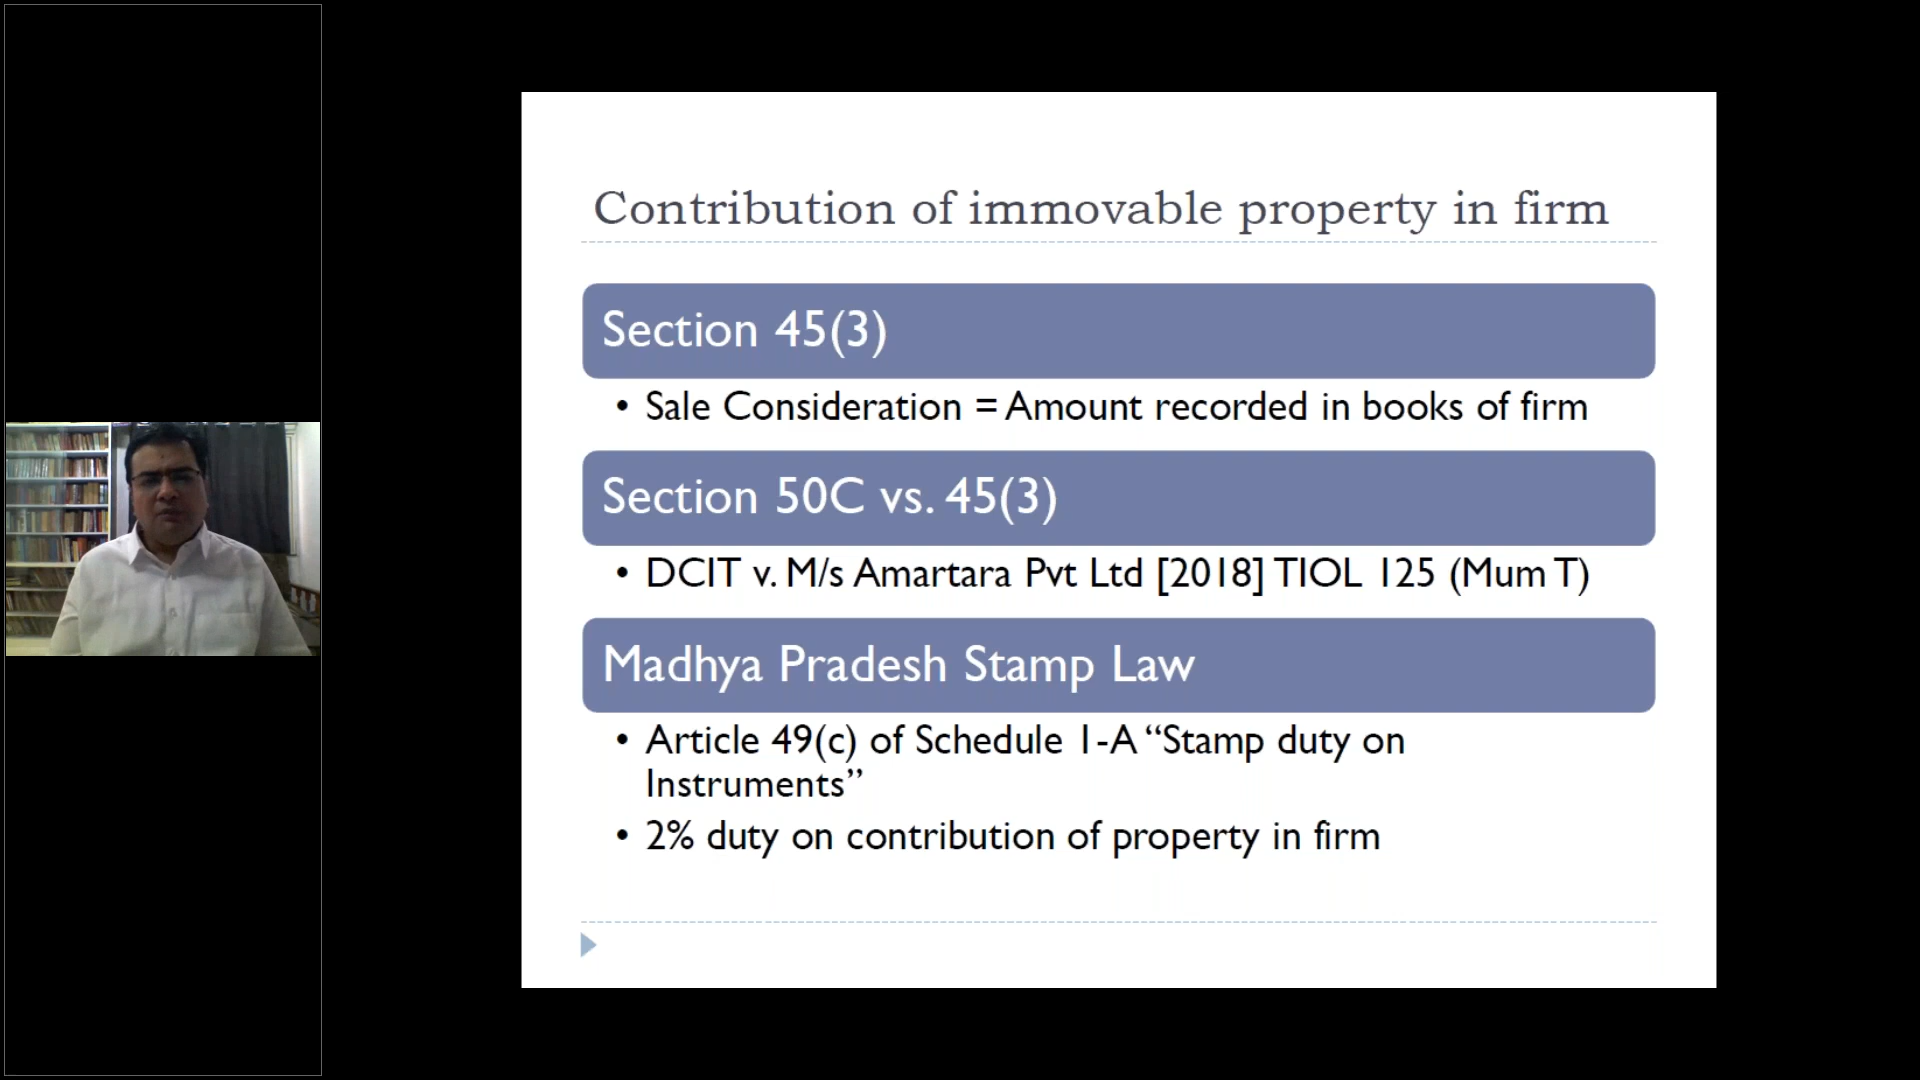 Contribution of immovable property in firm
Section 45(3)
• Sale Consideration = Amount recorded in books of firm
Section 50C vs. 45(3)
• DCIT v. M/s Amartara Pvt Ltd [2018] TIOL 125 (Mum T)
Madhya Pradesh Stamp Law
• Article 49(c) of Schedule 1-A “Stamp duty on
Instruments”
• 2% duty on contribution of property in firm